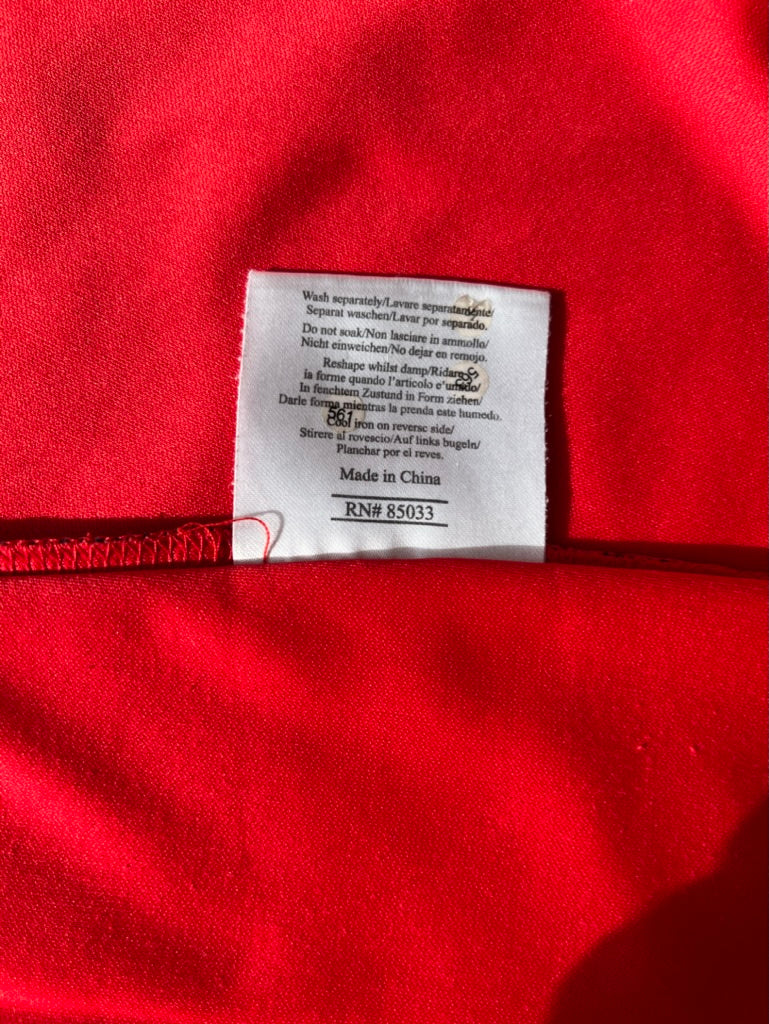 Wash separately/Lavare separatamente/
Separat waschen/Lavar por separado.
Do not soak/Non lasciare in ammollo/
Nicht einweichen/No dejar en remojo.
Reshape whilst damp/Ridare
ia forme quando l'articolo e'umido/
In feuchtem Zustund in Form ziehen/
Darle forma mientras la prenda este humedo.
561
Cool iron on reverse side/
Stirere al rovescio/Auf links bugeln/
Planchar por el reves.
Made in China
RN# 85033